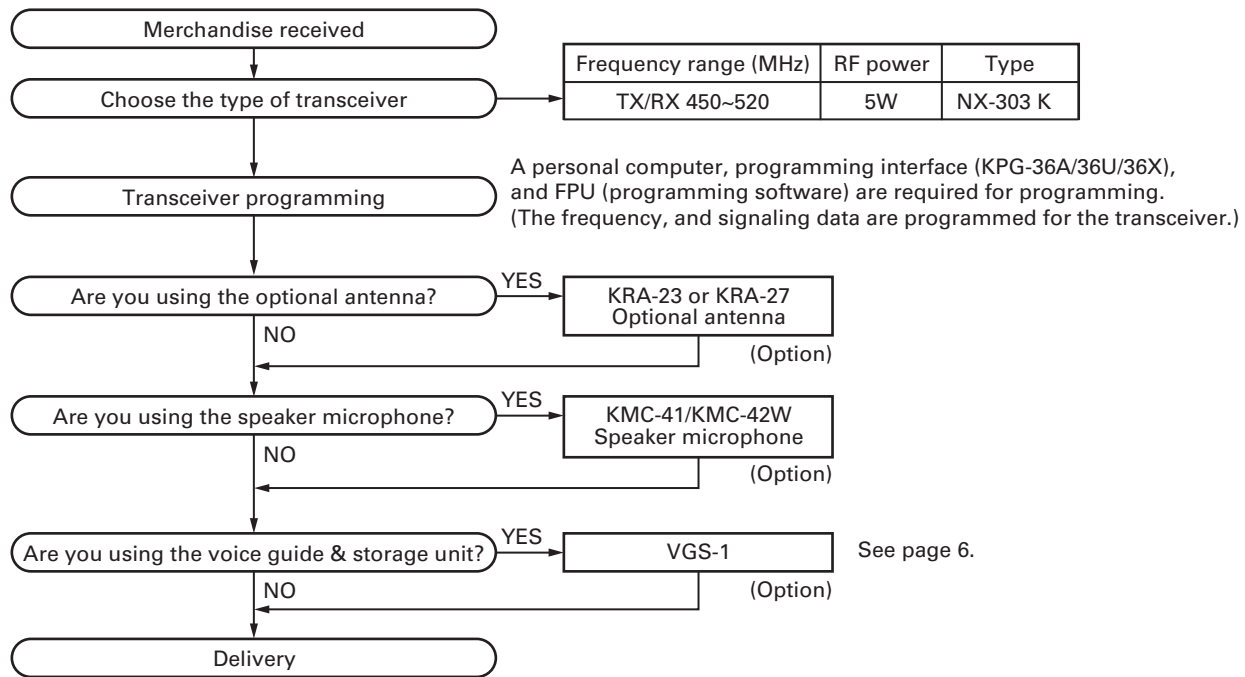 Merchandise received
Choose the type of transceiver
Frequency range (MHz) RF power Type
TX/RX 450~520 5W NX-303 K
Transceiver programming
A personal computer, programming interface (KPG-36A/36U/36X),
and FPU (programming software) are required for programming.
(The frequency, and signaling data are programmed for the transceiver.)
Are you using the optional antenna?
YES
KRA-23 or KRA-27
Optional antenna
NO
(Option)
Are you using the speaker microphone?
YES
KMC-41/KMC-42W
Speaker microphone
NO
(Option)
Are you using the voice guide & storage unit?
YES
VGS-1
See page 6.
NO
(Option)
Delivery